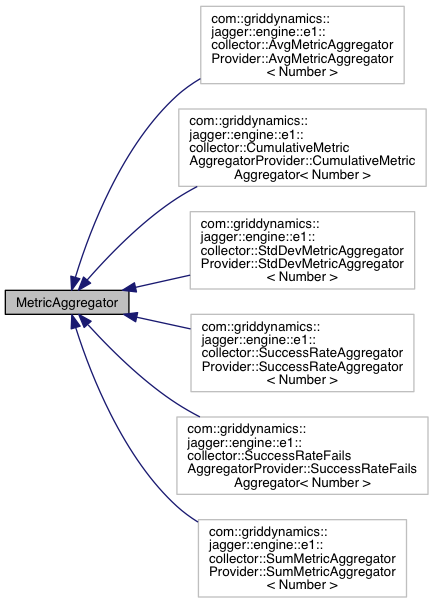 com::griddynamics::
jagger::engine::e1::
collector::AvgMetricAggregator
Provider::AvgMetricAggregator
< Number >
com::griddynamics::
jagger::engine::e1::
collector::CumulativeMetric
AggregatorProvider::CumulativeMetric
Aggregator< Number >
com::griddynamics::
jagger::engine::e1::
collector::StdDevMetricAggregator
Provider::StdDevMetricAggregator
< Number >
MetricAggregator
com::griddynamics::
jagger::engine::e1::
collector::SuccessRateAggregator
Provider::SuccessRateAggregator
< Number >
com::griddynamics::
jagger::engine::e1::
collector::SuccessRateFails
AggregatorProvider::SuccessRateFails
Aggregator< Number >
com::griddynamics::
jagger::engine::e1::
collector::SumMetricAggregator
Provider::SumMetricAggregator
< Number >